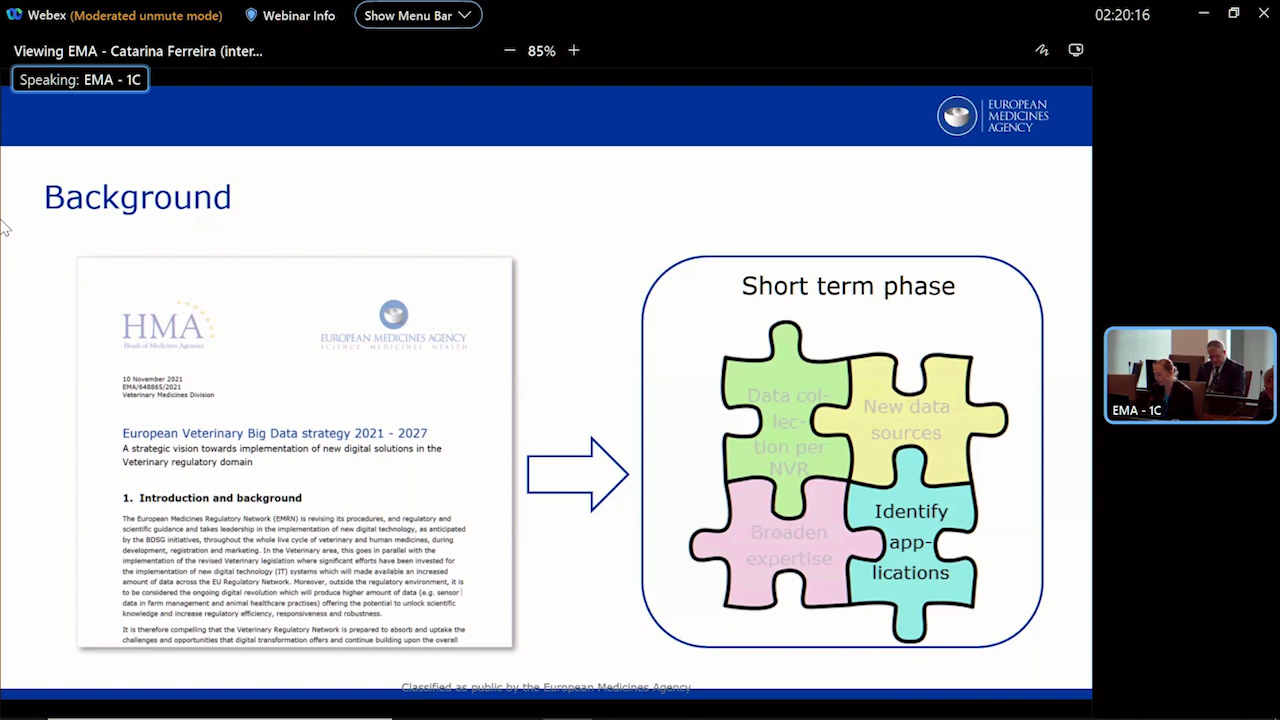 Webex (Moderated unmute mode) Webinar Info Show Menu Bar 02:20:16
Viewing EMA - Catarina Ferreira (inter... 85%
Speaking: EMA - 1C
EUROPEAN
MEDICINES
AGENCY
Background
HMA
Heads of Medicines Agencies
EUROPEAN MEDICINES AGENCY
SCIENCE MEDICINES HEALTH
10 November 2021
EMA/648865/2021
Veterinary Medicines Division
European Veterinary Big Data strategy 2021 - 2027
A strategic vision towards implementation of new digital solutions in the
Veterinary regulatory domain
1. Introduction and background
The European Medicines Regulatory Network (EMRN) is revising its procedures, and regulatory and
scientific guidance and takes leadership in the implementation of new digital technology, as anticipated
by the BDSG initiatives, throughout the whole live cycle of veterinary and human medicines, during
development, registration and marketing. In the Veterinary area, this goes in parallel with the
implementation of the revised Veterinary legislation where significant efforts have been invested for
the implementation of new digital technology (IT) systems which will made available an increased
amount of data across the EU Regulatory Network. Moreover, outside the regulatory environment, it is
to be considered the ongoing digital revolution which will produce higher amount of data (e.g. sensor
data in farm management and animal healthcare practises) offering the potential to unlock scientific
knowledge and increase regulatory efficiency, responsiveness and robustness.
It is therefore compelling that the Veterinary Regulatory Network is prepared to absorb and uptake the
challenges and opportunities that digital transformation offers and continue building upon the overall
Short term phase
Data col-
lec-
tion per
NVR
New data
sources
Broaden
expertise
Identify
app-
lications
EMA - 1C
Classified as public by the European Medicines Agency